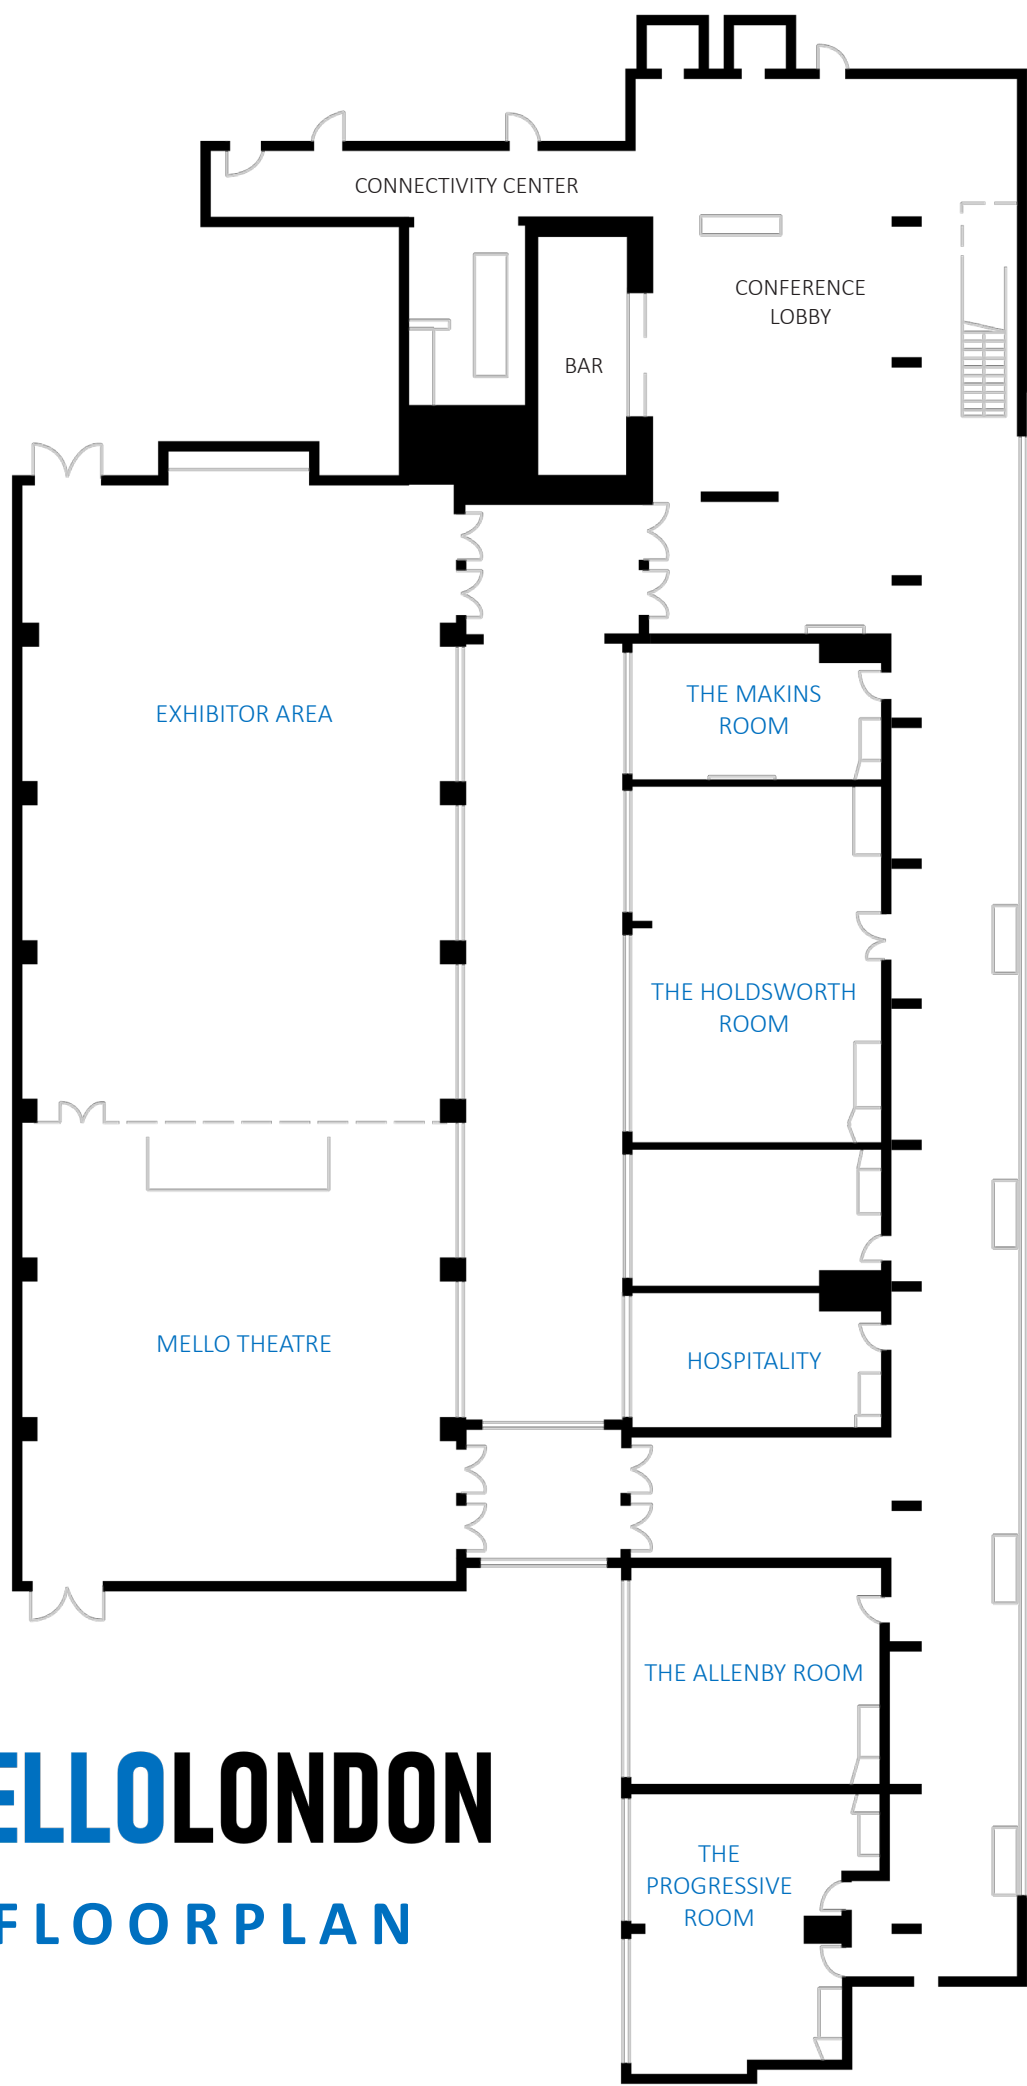 CONNECTIVITY CENTER
CONFERENCE
LOBBY
BAR
EXHIBITOR AREA
THE MAKINS
ROOM
THE HOLDSWORTH
ROOM
MELLO THEATRE
HOSPITALITY
THE ALLENBY ROOM
ELLOLONDON
THE
PROGRESSIVE
ROOM
FLOORPLAN